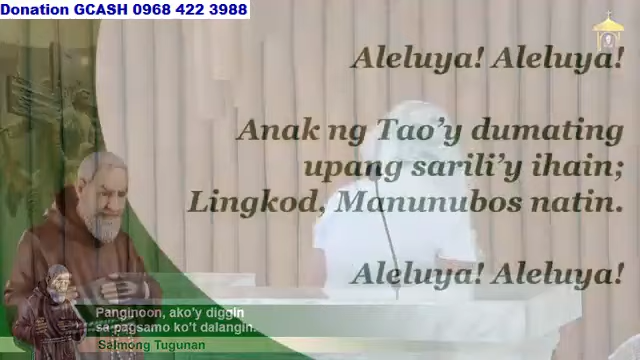 Donation GCASH 0968 422 3988
Aleluya! Aleluya!
Anak ng Tao'y dumating
upang sarili'y ihain;
Lingkod, Manunubos natin.
Aleluya! Aleluya!
Panginoon, ako'y diggin
sa pagsamo ko't dalangin.
Salmong Tugunan